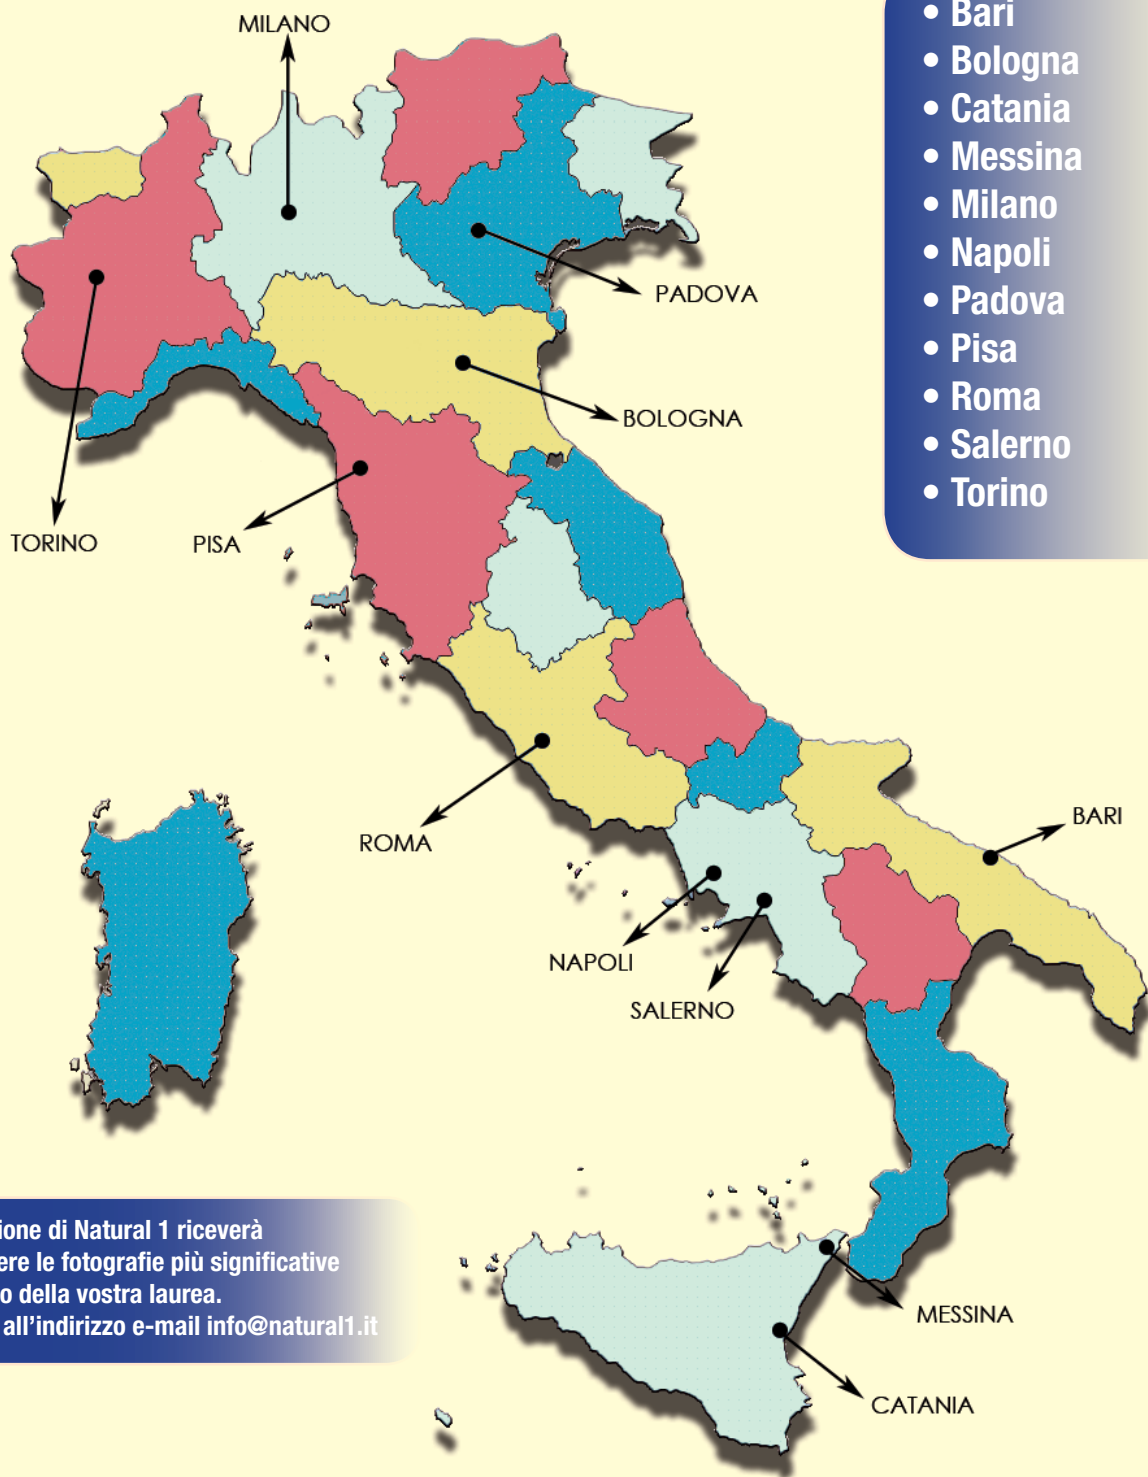 MILANO
• Bari
• Bologna
• Catania
• Messina
• Milano
• Napoli
• Padova
• Pisa
• Roma
• Salerno
• Torino
PADOVA
BOLOGNA
TORINO
PISA
ROMA
BARI
NAPOLI
SALERNO
MESSINA
CATANIA
ione di Natural 1 riceverà
ere le fotografie più significative
o della vostra laurea.
all'indirizzo e-mail info@natural1.it